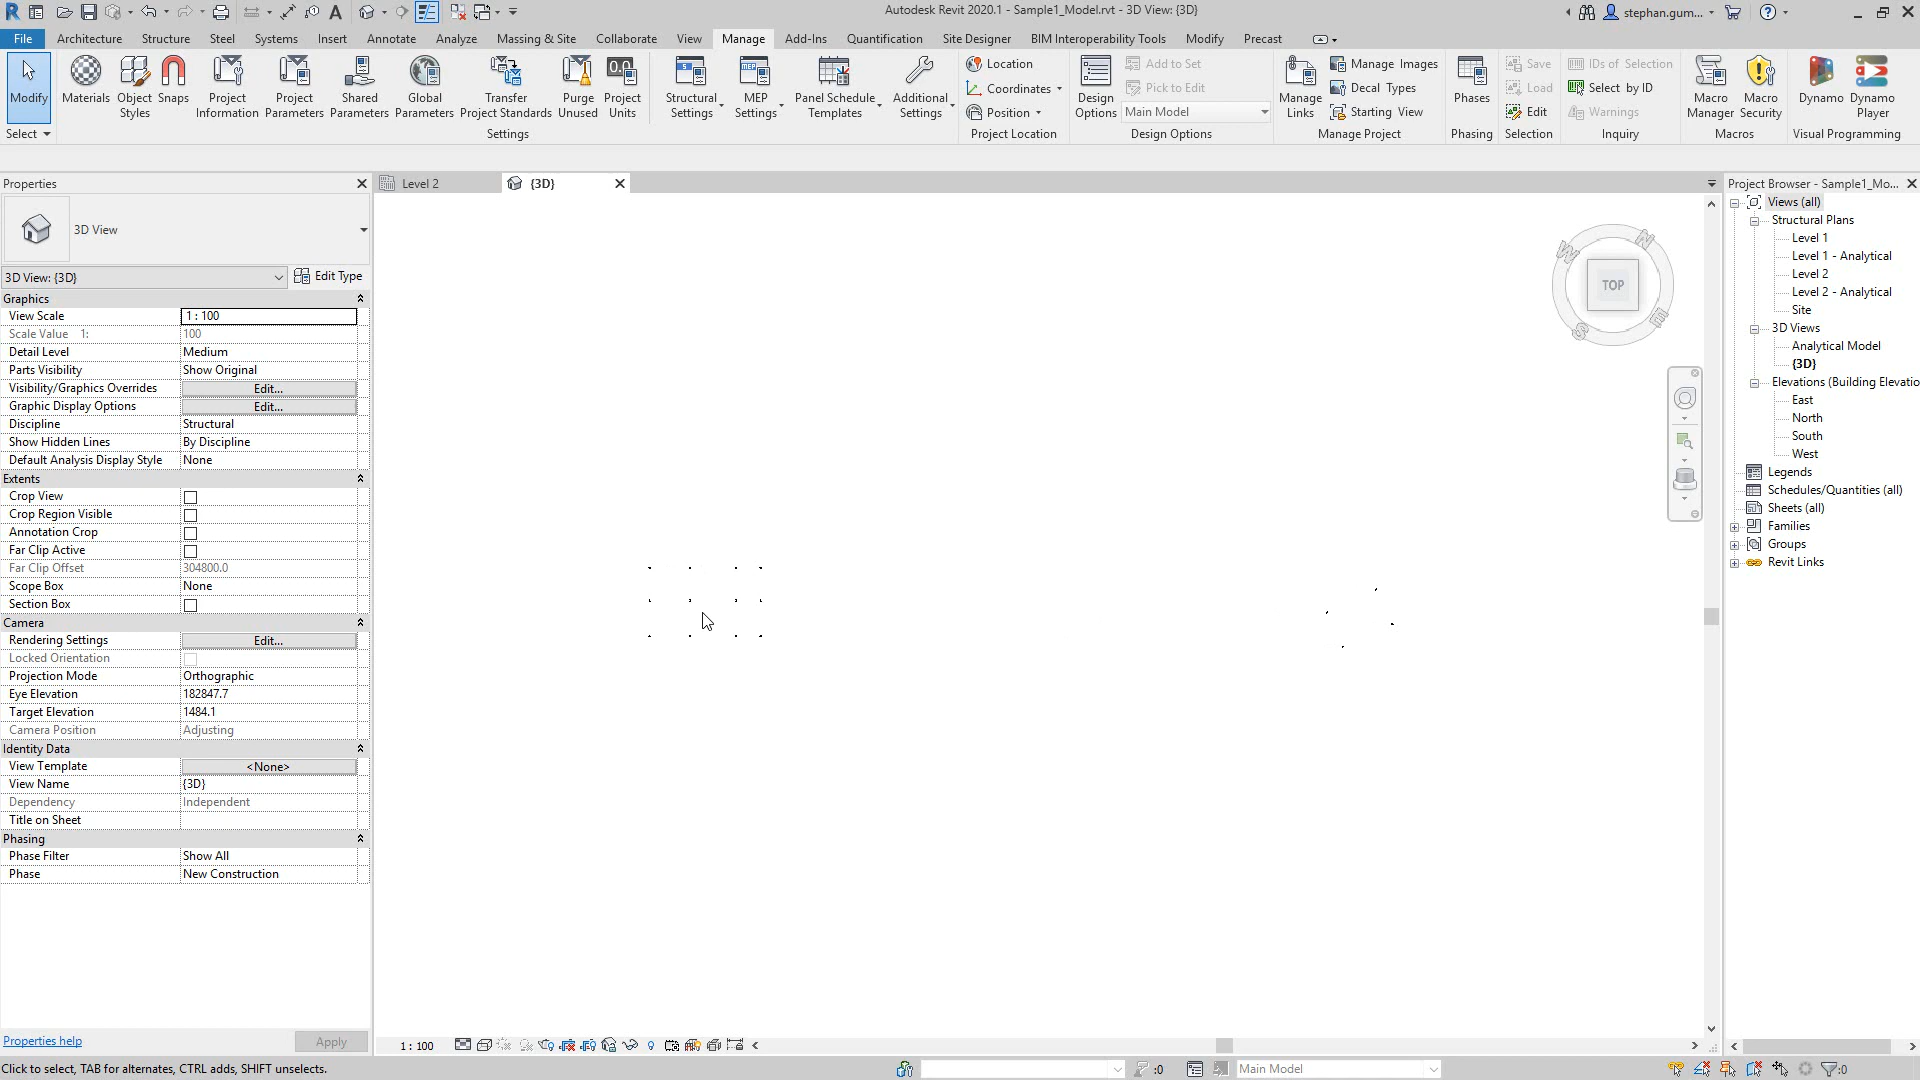 Autodesk Revit 2020.1 - Sample1_Model.rvt - 3D View: {3D}
stephan.gum...
File Architecture Structure Steel Systems Insert Annotate Analyze Massing & Site Collaborate View Manage Add-Ins Quantification Site Designer BIM Interoperability Tools Modify Precast
Modify
Materials
Object
Styles
Snaps
Project
Information
Project
Parameters
Shared
Parameters
Global
Parameters
Transfer
Project Standards
Purge
Unused
Project
Units
Structural
Settings
MEP
Settings
Panel Schedule
Templates
Additional
Settings
Location
Coordinates
Position
Design
Options
Add to Set
Pick to Edit
Main Model
Manage
Links
Manage Images
Decal Types
Starting View
Phases
Save
Load
Edit
IDs of Selection
Select by ID
Warnings
Macro
Manager
Macro
Security
Dynamo
Dynamo
Player
Select
Settings
Project Location
Design Options
Manage Project
Phasing
Selection
Inquiry
Macros
Visual Programming
Properties
3D View
3D View: {3D}
Edit Type
Graphics
View Scale 1 : 100
Scale Value 1: 100
Detail Level Medium
Parts Visibility Show Original
Visibility/Graphics Overrides Edit...
Graphic Display Options Edit...
Discipline Structural
Show Hidden Lines By Discipline
Default Analysis Display Style None
Extents
Crop View
Crop Region Visible
Annotation Crop
Far Clip Active
Far Clip Offset 304800.0
Scope Box None
Section Box
Camera
Rendering Settings Edit...
Locked Orientation
Projection Mode Orthographic
Eye Elevation 182847.7
Target Elevation 1484.1
Camera Position Adjusting
Identity Data
View Template <None>
View Name {3D}
Dependency Independent
Title on Sheet
Phasing
Phase Filter Show All
Phase New Construction
Properties help
Apply
Level 2
{3D}
W N
TOP
S E
1 : 100
Project Browser - Sample1_Mo...
Views (all)
Structural Plans
Level 1
Level 1 - Analytical
Level 2
Level 2 - Analytical
Site
3D Views
Analytical Model
{3D}
Elevations (Building Elevatio
East
North
South
West
Legends
Schedules/Quantities (all)
Sheets (all)
Families
Groups
Revit Links
Click to select, TAB for alternates, CTRL adds, SHIFT unselects.
:0
Main Model
:0